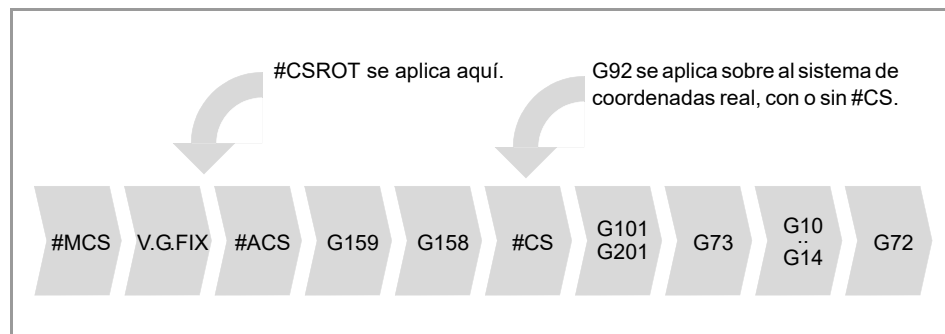 #CSROT se aplica aquí.
G92 se aplica sobre al sistema de
coordenadas real, con o sin #CS.
#MCS
V.G.FIX
#ACS
G159
G158
#CS
G101
G201
G73
G10
..
G14
G72